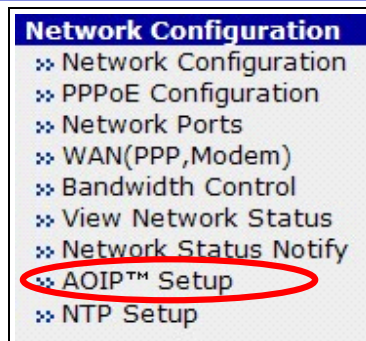 Network Configuration
» Network Configuration
» PPPoE Configuration
» Network Ports
» WAN(PPP,Modem)
» Bandwidth Control
» View Network Status
» Network Status Notify
» AOIP™ Setup
» NTP Setup